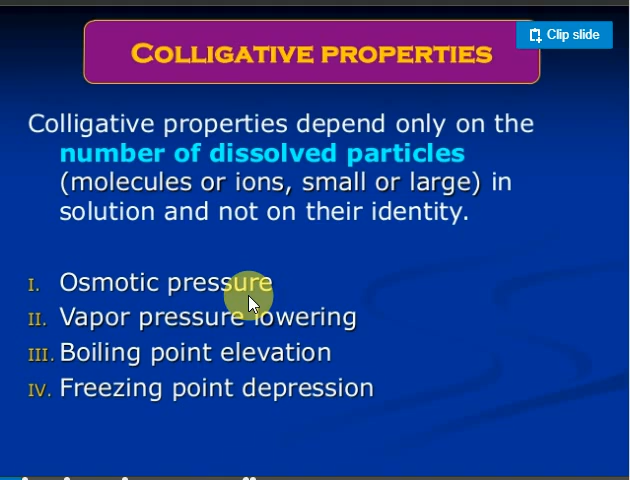 Clip slide
COLLIGATIVE PROPERTIES
Colligative properties depend only on the
number of dissolved particles
(molecules or ions, small or large) in
solution and not on their identity.
I. Osmotic pressure
II. Vapor pressure lowering
III. Boiling point elevation
IV. Freezing point depression